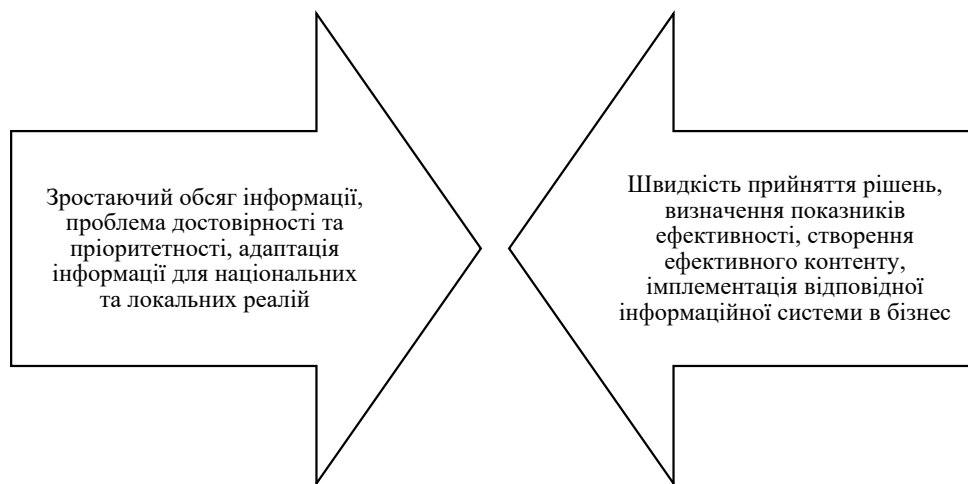 Зростаючий обсяг інформації,
проблема достовірності та
пріоритетності, адаптація
інформації для національних
та локальних реалій
Швидкість прийняття рішень,
визначення показників
ефективності, створення
ефективного контенту,
імплементація відповідної
інформаційної системи в бізнес